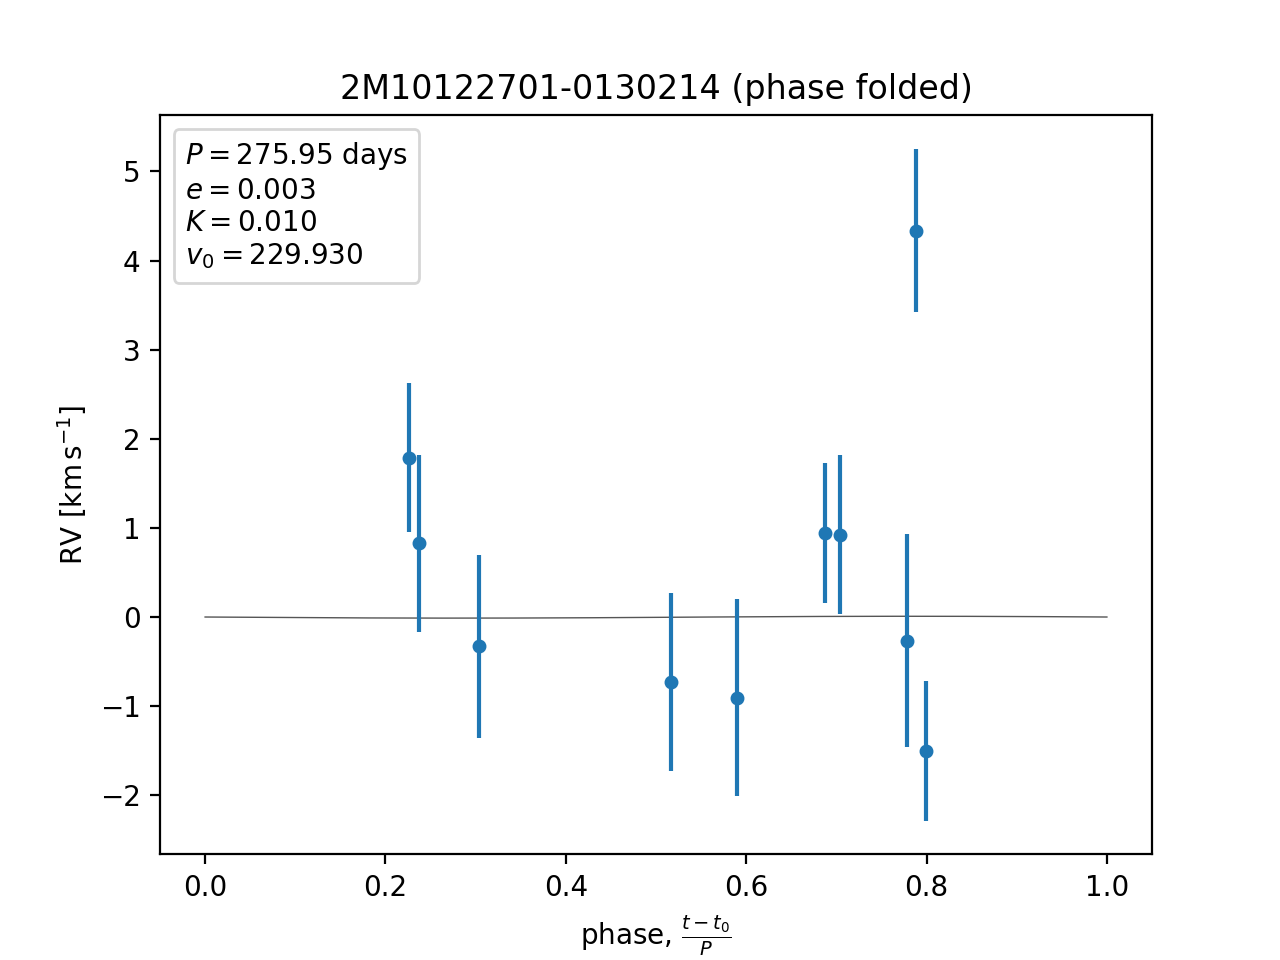 2M10122701-0130214 (phase folded)
P = 275.95 days
e = 0.003
K = 0.010
v₀ = 229.930
5
4
3
2
1
0
−1
−2
RV [km s⁻¹]
0.0 0.2 0.4 0.6 0.8 1.0
phase, (t − t₀)/P